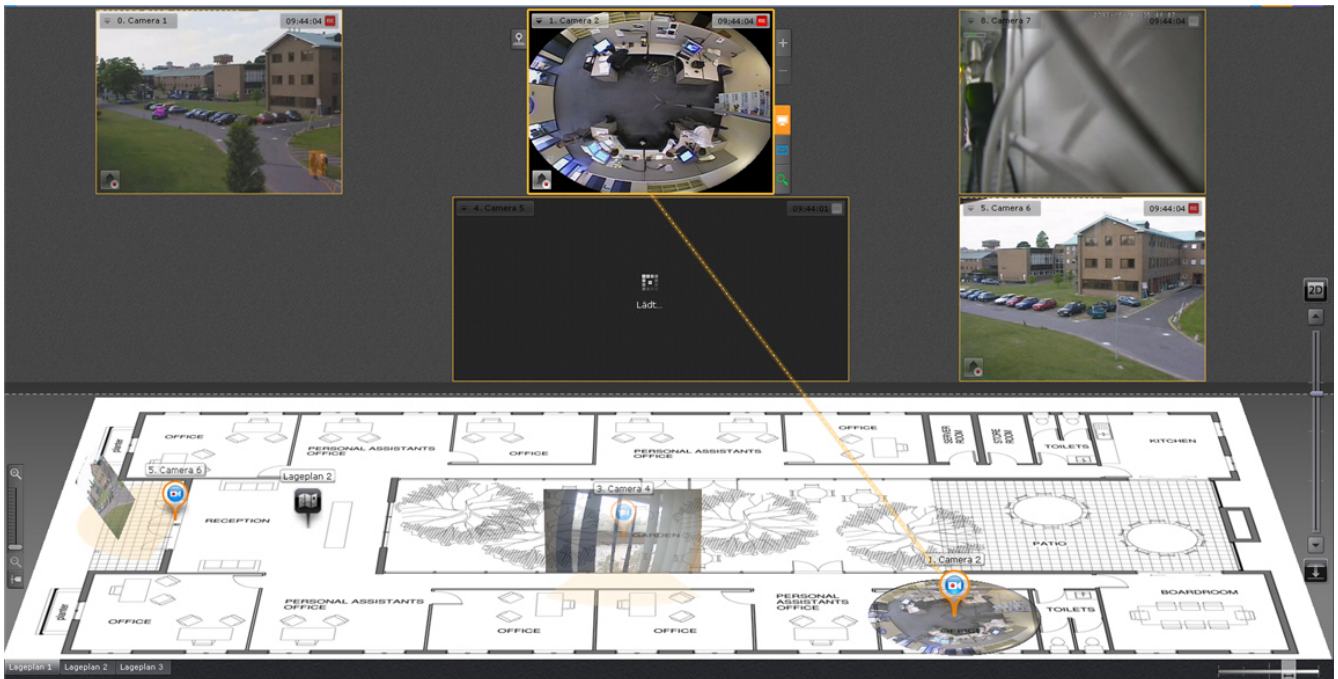 0. Camera 1
09:44:04
1. Camera 2
09:44:04
8. Camera 7
09:44:04
4. Camera 5
09:44:01
5. Camera 6
09:44:04
Lädt...
2D
OFFICE
PERSONAL ASSISTANTS
OFFICE
OFFICE
PERSONAL ASSISTANTS
OFFICE
OFFICE
SERVER
ROOM
STORE
ROOM
TOILETS
KITCHEN
planter
5. Camera 6
Lageplan 2
3. Camera 4
RECEPTION
GARDEN
PATIO
1. Camera 2
planter
OFFICE
PERSONAL ASSISTANTS
OFFICE
OFFICE
OFFICE
PERSONAL
ASSISTANTS
OFFICE
OFFICE
TOILETS
BOARDROOM
Lageplan 1
Lageplan 2
Lageplan 3